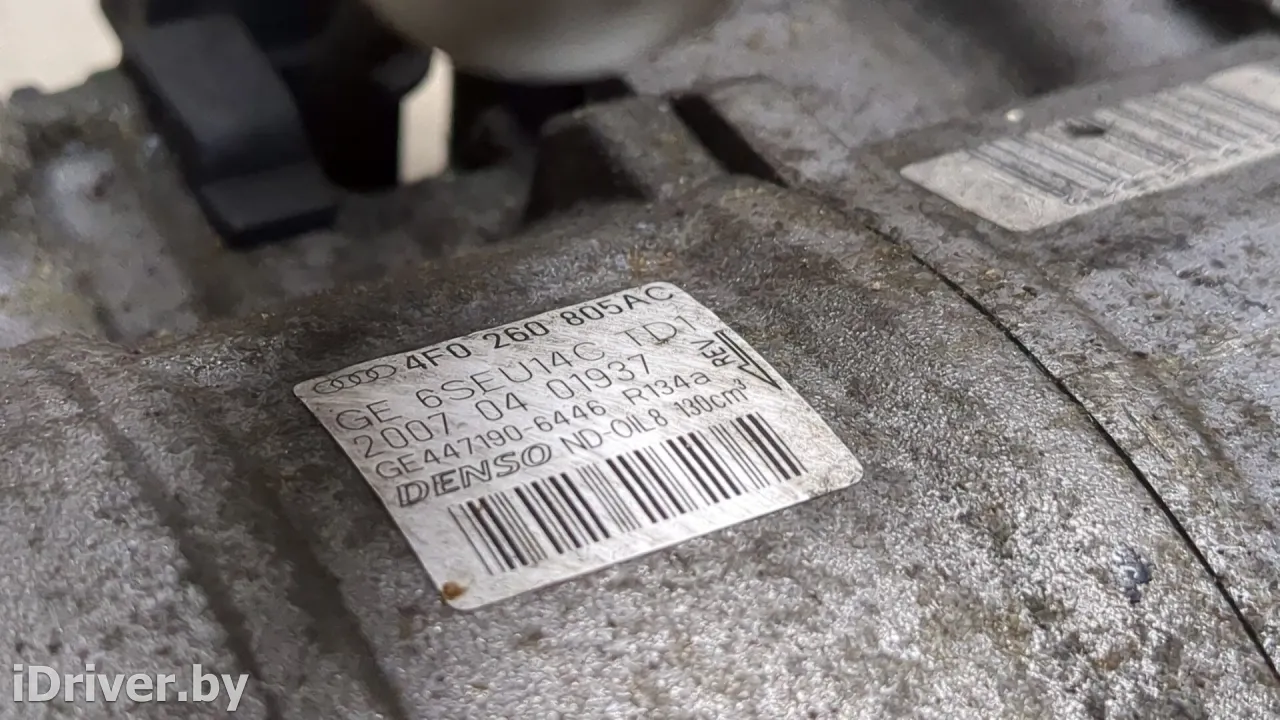 4F0 260 805AC
GE 6SEU14C TD1
2007 04 01937 REV
GE447190-6446 R134a
DENSO ND-OIL8 130cm³
iDriver.by